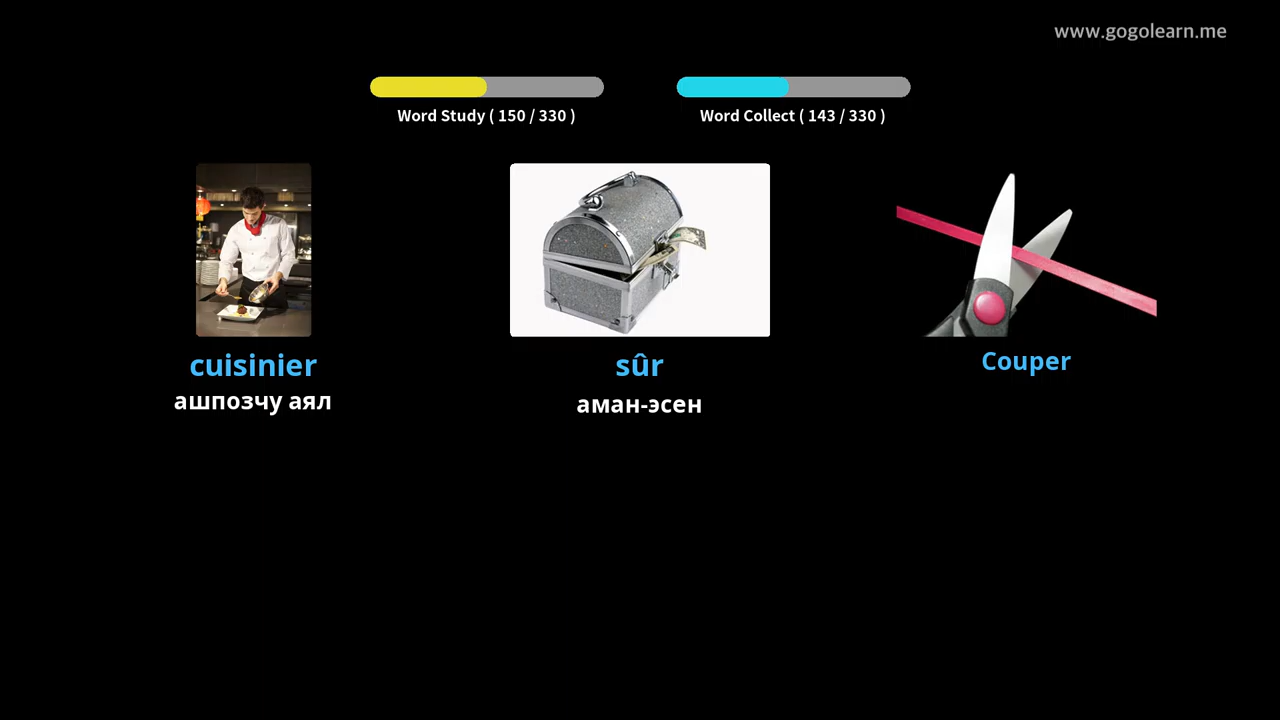 www.gogolearn.me
Word Study ( 150 / 330 )
Word Collect ( 143 / 330 )
cuisinier
ашпозчу аял
sûr
аман-эсен
Couper